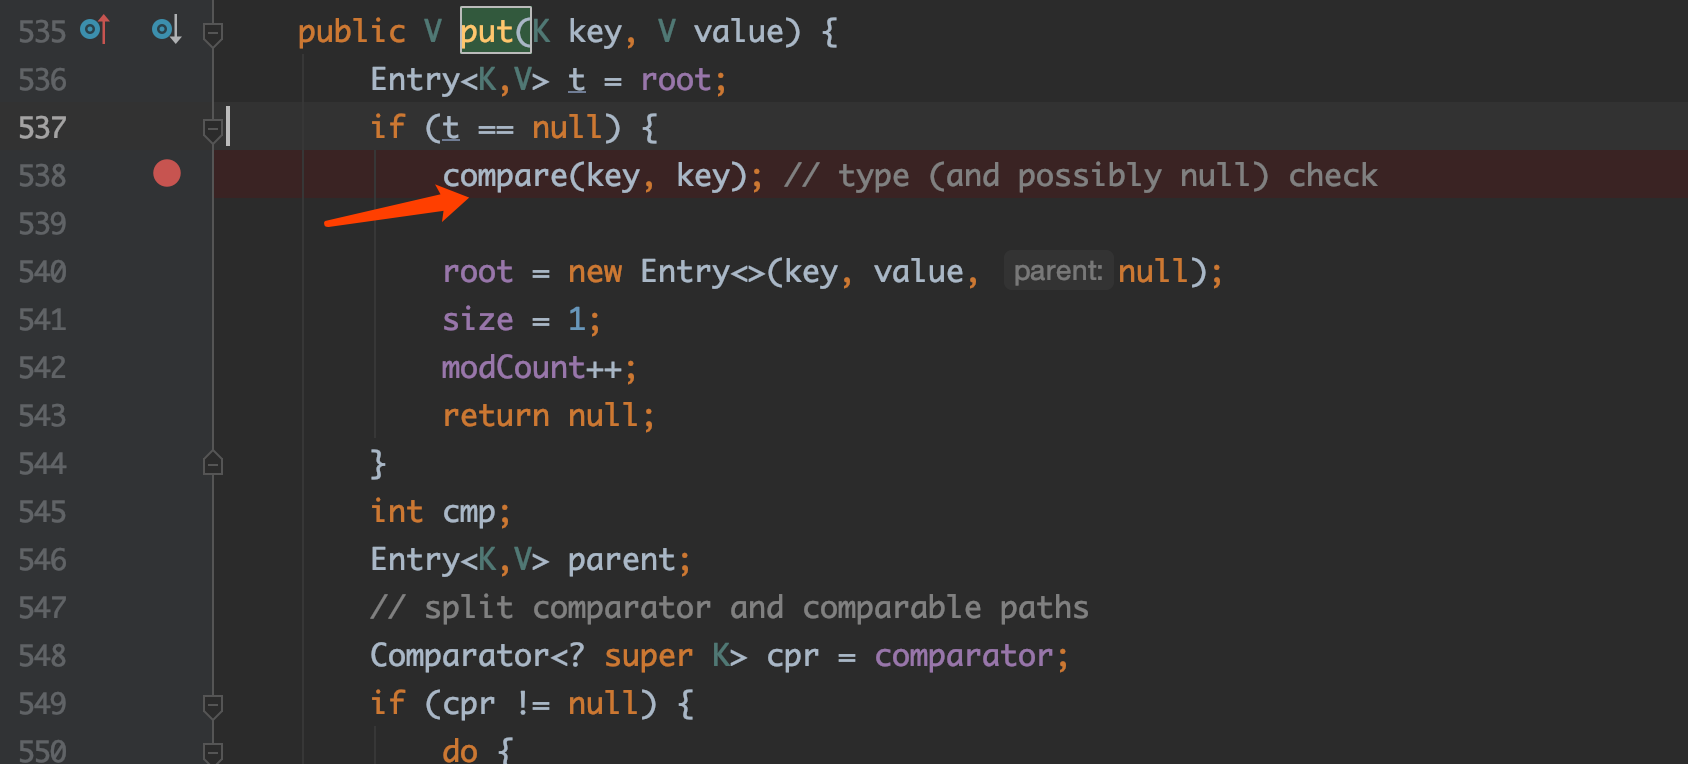 535 public V put(K key, V value) {
536 Entry<K,V> t = root;
537 if (t == null) {
538 compare(key, key); // type (and possibly null) check
539
540 root = new Entry<>(key, value, parent: null);
541 size = 1;
542 modCount++;
543 return null;
544 }
545 int cmp;
546 Entry<K,V> parent;
547 // split comparator and comparable paths
548 Comparator<? super K> cpr = comparator;
549 if (cpr != null) {
550 do {